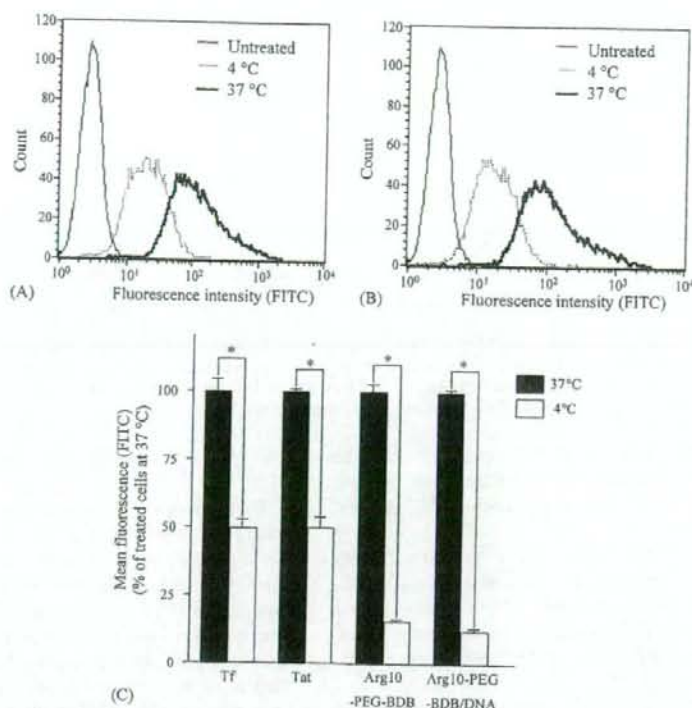 120
100
80
60
40
20
0
Count
Untreated
4 °C
37 °C
10⁰ 10¹ 10² 10³ 10⁴
(A) Fluorescence intensity (FITC)
120
100
80
60
40
20
0
Count
Untreated
4 °C
37 °C
10⁰ 10¹ 10² 10³ 10⁴
(B) Fluorescence intensity (FITC)
* * * *
37°C
4°C
100
75
50
25
0
Mean fluorescence (FITC)
(% of treated cells at 37 °C)
Tf Tat Arg10 Arg10-PEG
-PEG-BDB -BDB/DNA
(C)